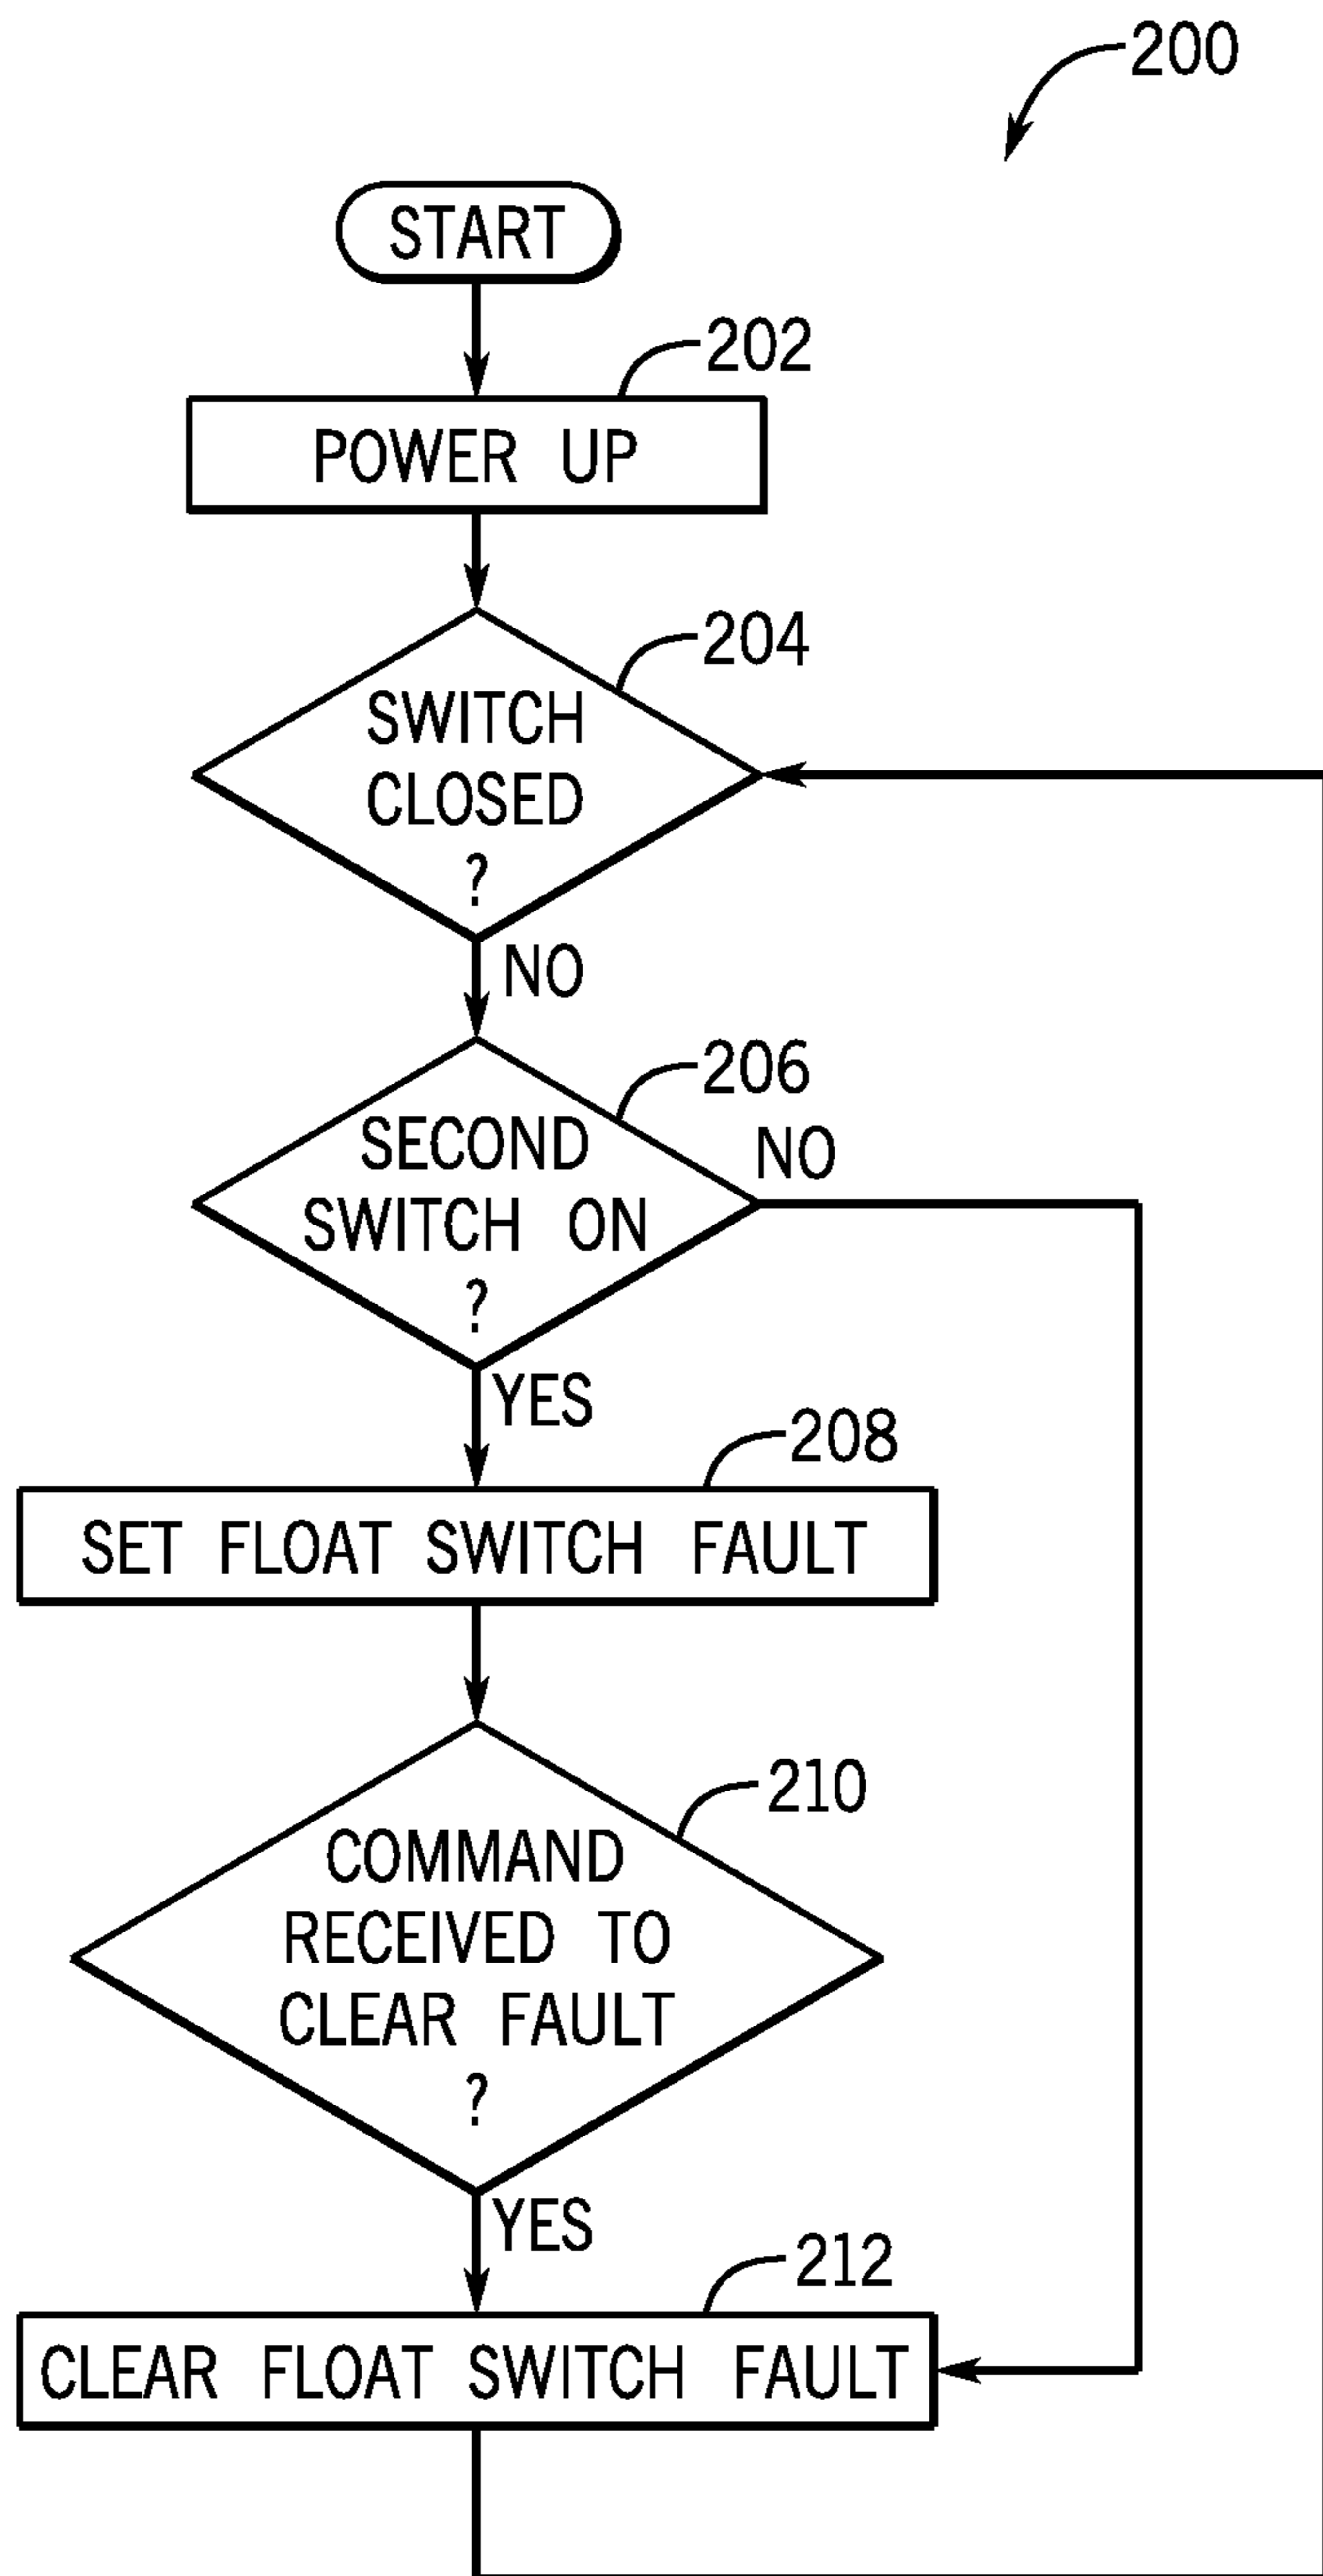 200
START
202
POWER UP
204
SWITCH
CLOSED
?
NO
206
SECOND
SWITCH ON
?
NO
YES
208
SET FLOAT SWITCH FAULT
210
COMMAND
RECEIVED TO
CLEAR FAULT
?
YES
212
CLEAR FLOAT SWITCH FAULT